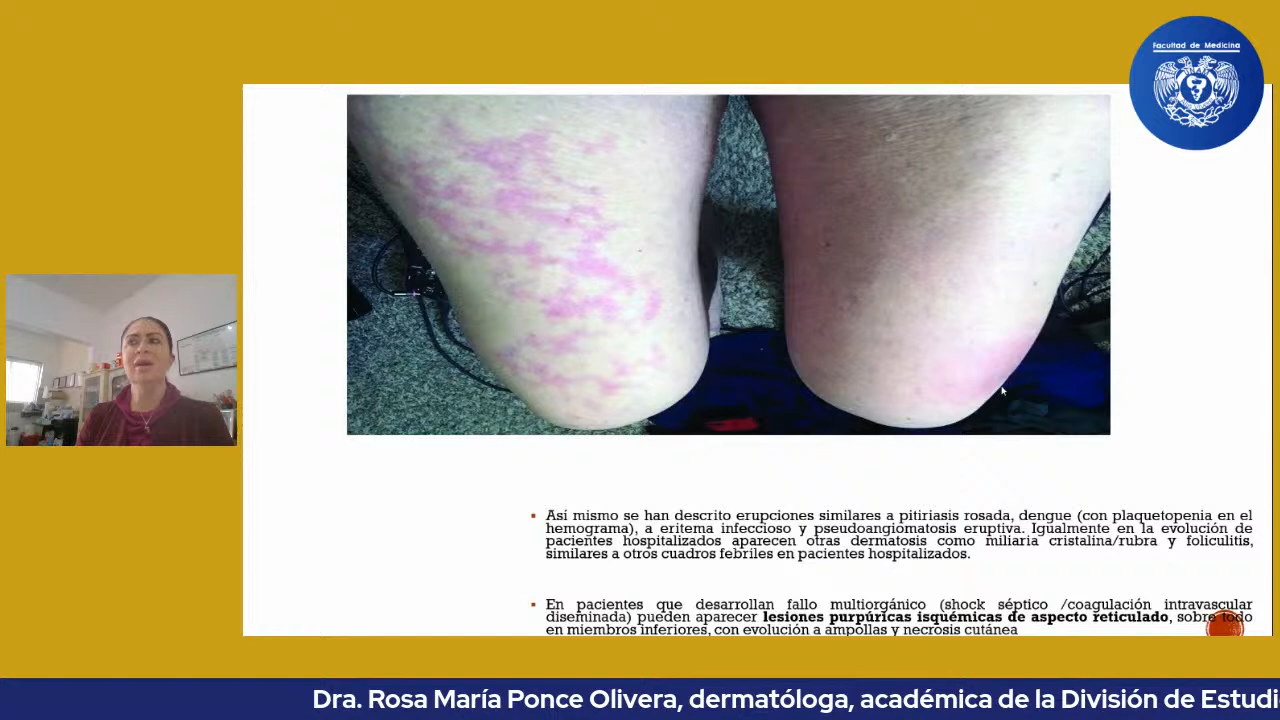 Facultad de Medicina
Así mismo se han descrito erupciones similares a pitiriasis rosada, dengue (con plaquetopenia en el
hemograma), a eritema infeccioso y pseudoangiomatosis eruptiva. Igualmente en la evolución de
pacientes hospitalizados aparecen otras dermatosis como miliaria cristalina/rubra y foliculitis,
similares a otros cuadros febriles en pacientes hospitalizados.
En pacientes que desarrollan fallo multiorgánico (shock séptico /coagulación intravascular
diseminada) pueden aparecer lesiones purpúricas isquémicas de aspecto reticulado, sobre todo
en miembros inferiores, con evolución a ampollas y necrosis cutánea
Dra. Rosa María Ponce Olivera, dermatóloga, académica de la División de Estudi